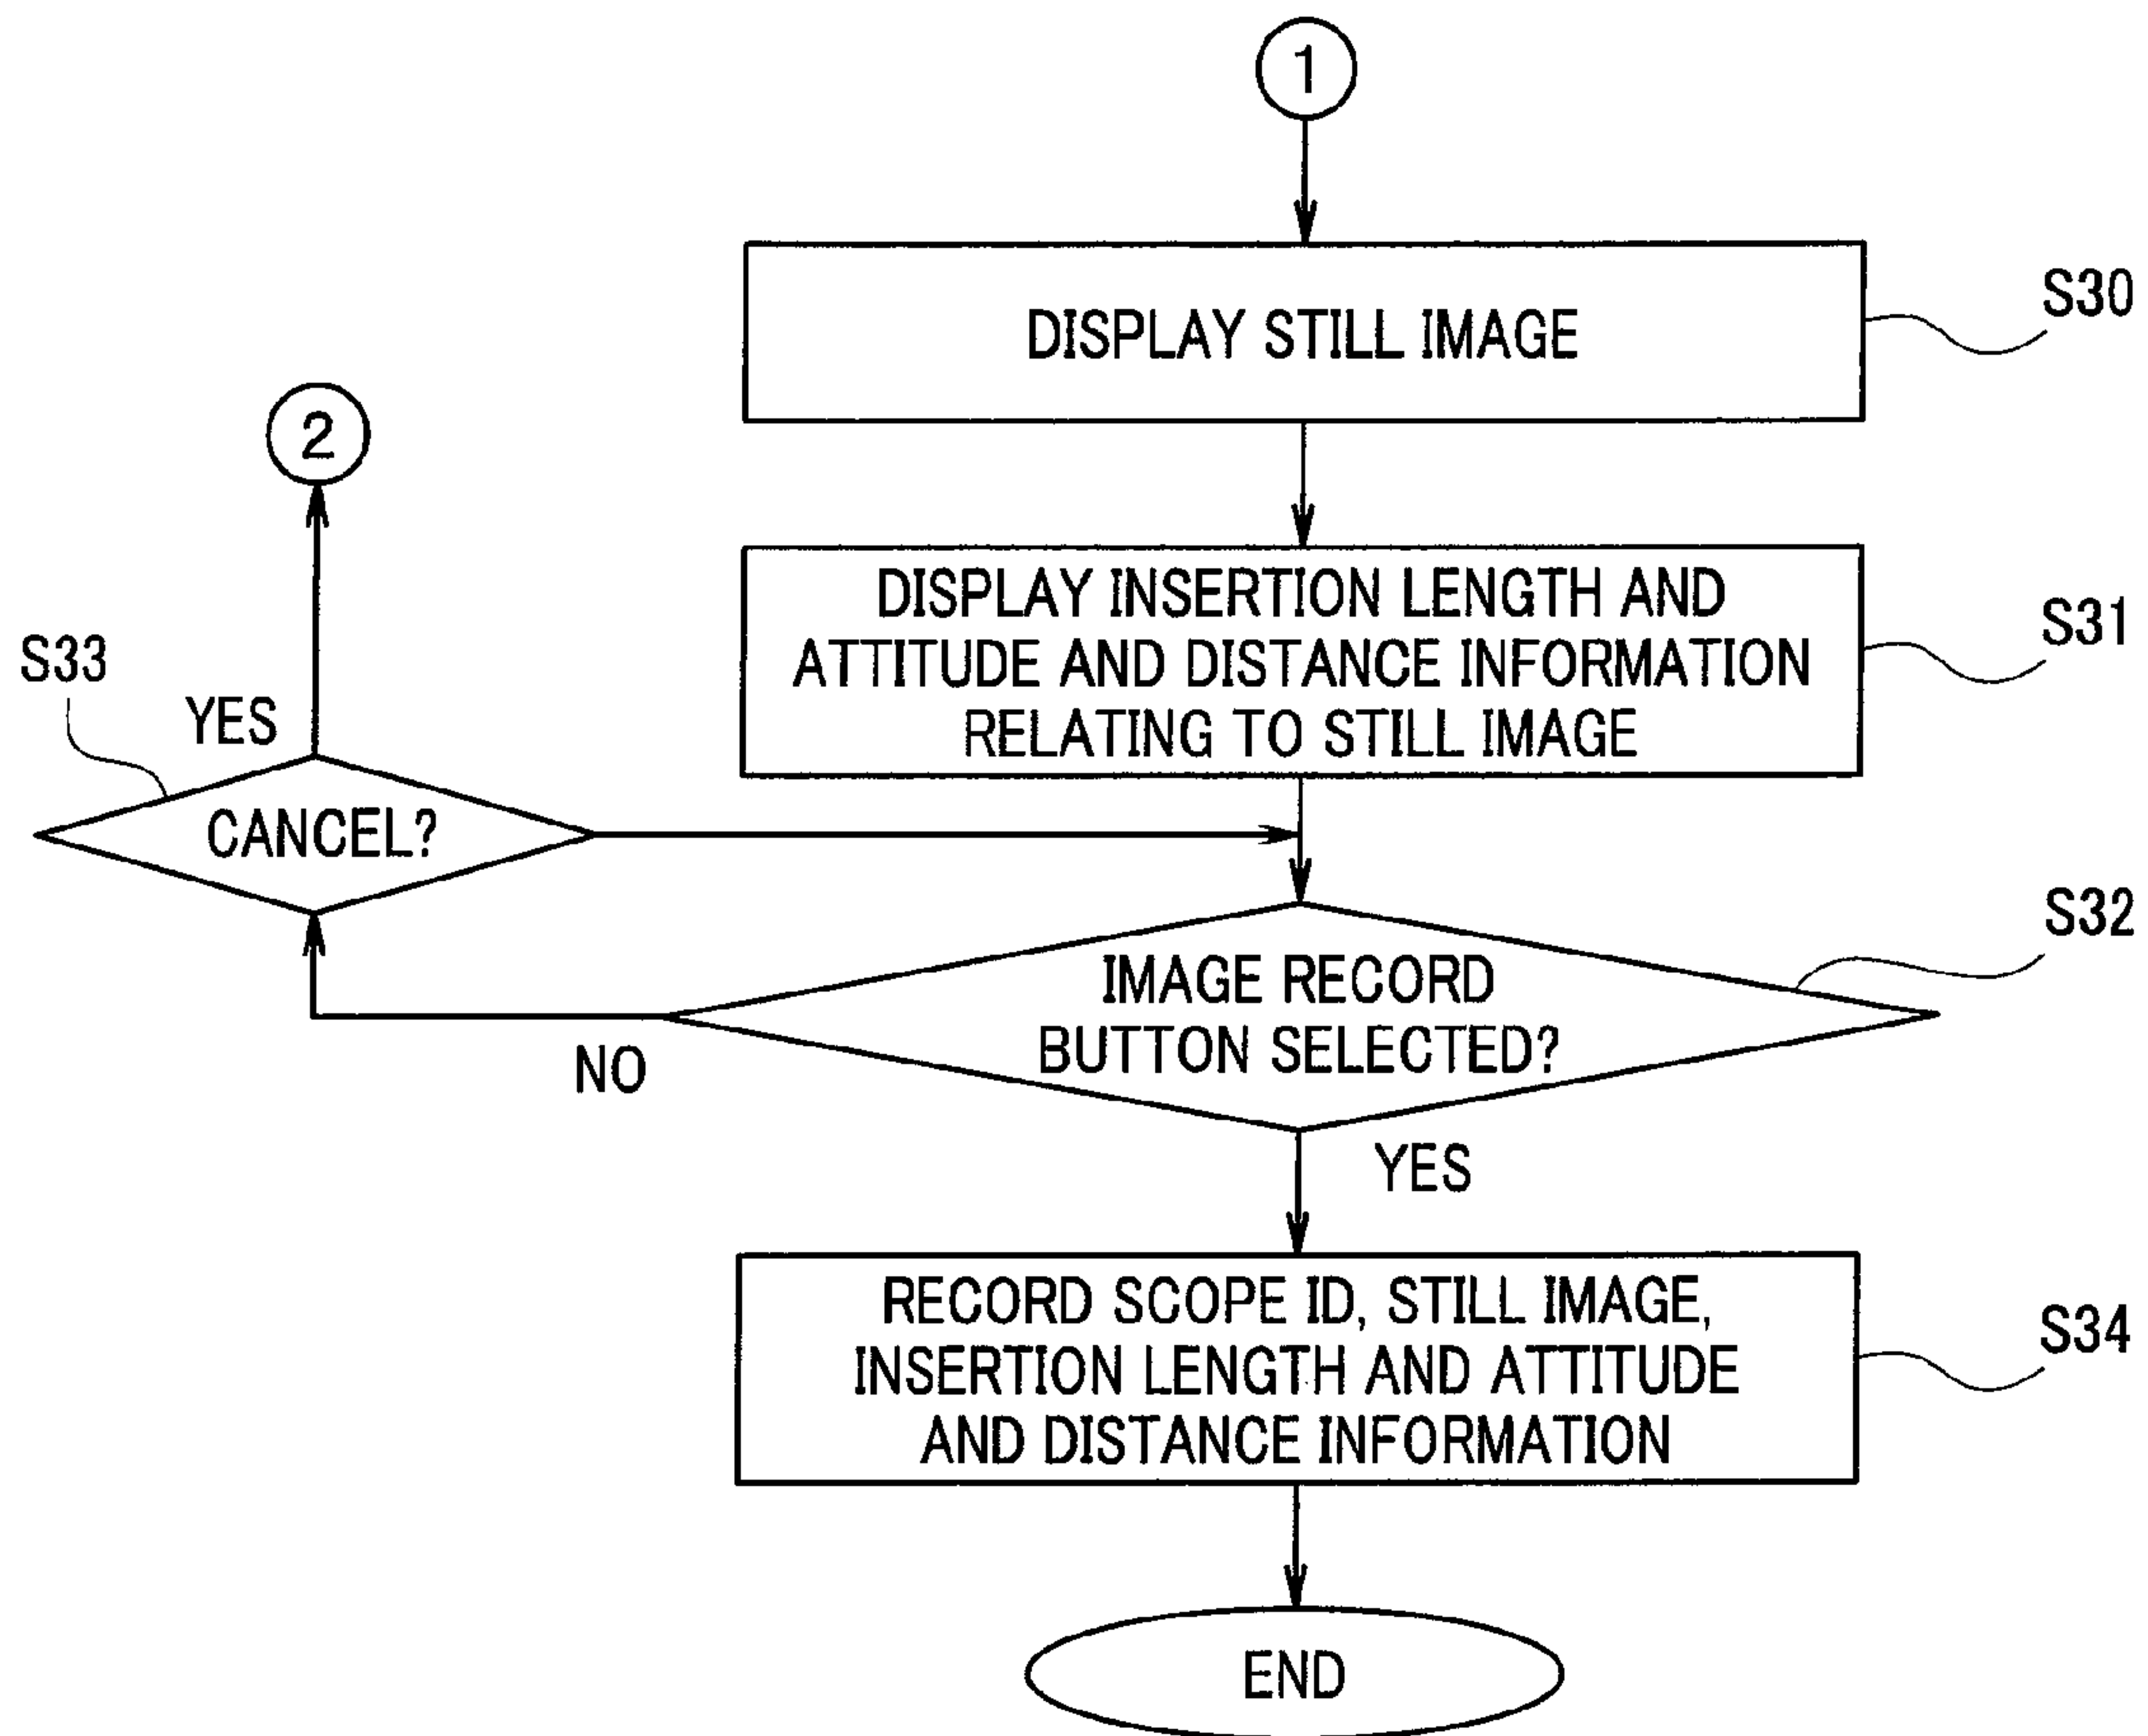 1
DISPLAY STILL IMAGE
S30
2
DISPLAY INSERTION LENGTH AND
ATTITUDE AND DISTANCE INFORMATION
RELATING TO STILL IMAGE
S31
S33
YES
CANCEL?
IMAGE RECORD
BUTTON SELECTED?
S32
NO
YES
RECORD SCOPE ID, STILL IMAGE,
INSERTION LENGTH AND ATTITUDE
AND DISTANCE INFORMATION
S34
END